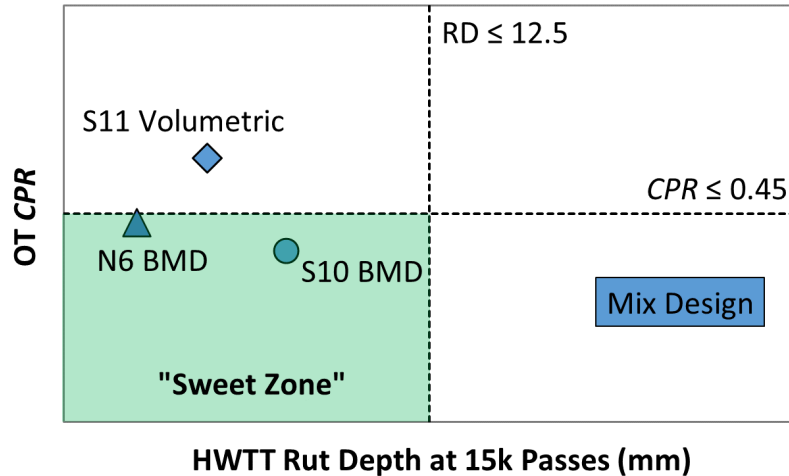 RD ≤ 12.5
S11 Volumetric
CPR ≤ 0.45
OT CPR
N6 BMD
S10 BMD
Mix Design
"Sweet Zone"
HWTT Rut Depth at 15k Passes (mm)